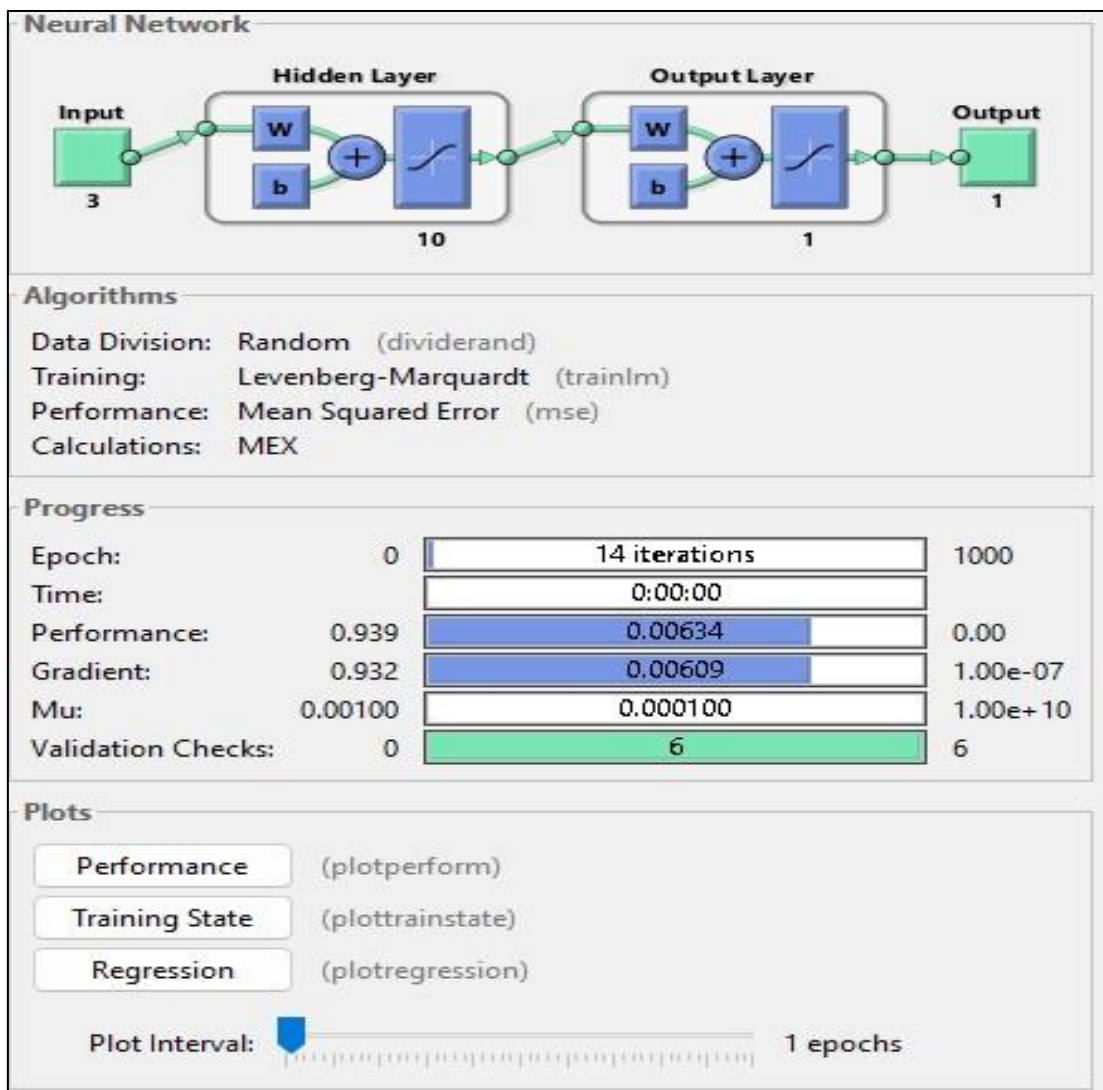 Neural Network
Hidden Layer Output Layer
Input Output
W W
b b
3 10 1 1
Algorithms
Data Division: Random (dividerand)
Training: Levenberg-Marquardt (trainlm)
Performance: Mean Squared Error (mse)
Calculations: MEX
Progress
Epoch: 0 14 iterations 1000
Time: 0:00:00
Performance: 0.939 0.00634 0.00
Gradient: 0.932 0.00609 1.00e-07
Mu: 0.00100 0.000100 1.00e+10
Validation Checks: 0 6 6
Plots
Performance (plotperform)
Training State (plottrainstate)
Regression (plotregression)
Plot Interval: 1 epochs